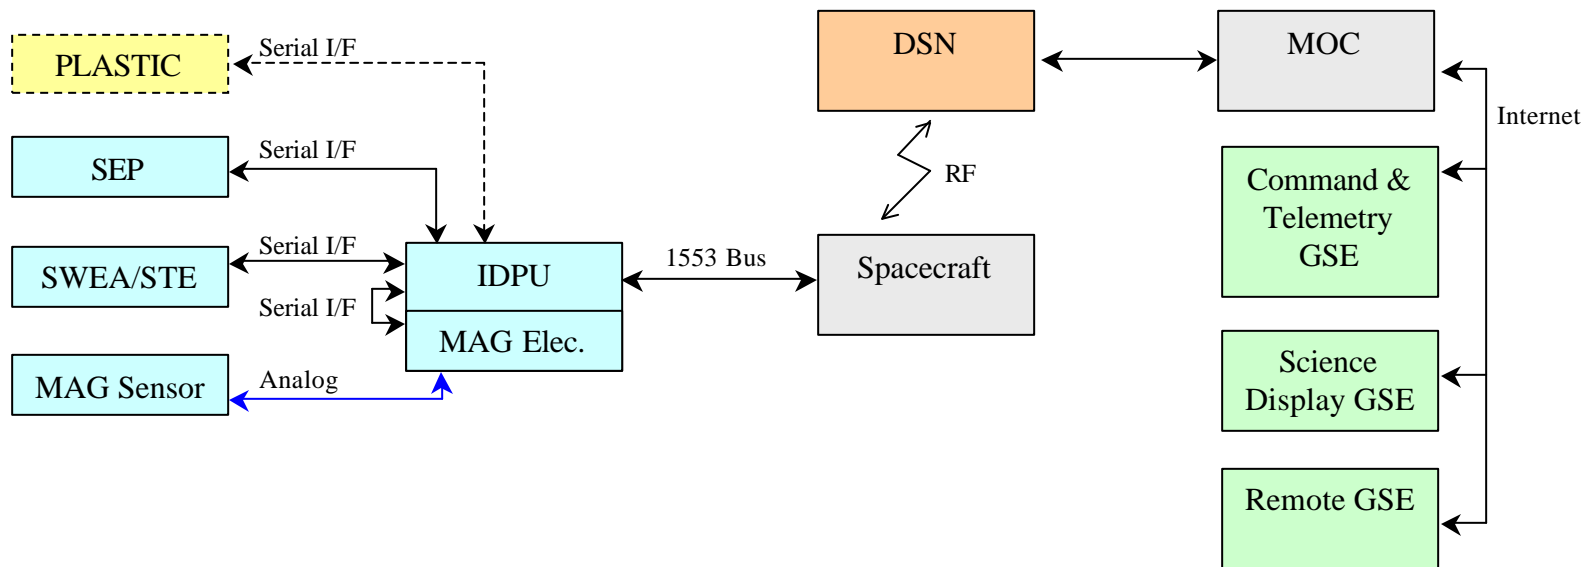 PLASTIC
Serial I/F
DSN
MOC
Internet
SEP
Serial I/F
RF
Command &
Telemetry
GSE
SWEA/STE
Serial I/F
Serial I/F
IDPU
MAG Elec.
1553 Bus
Spacecraft
MAG Sensor
Analog
Science
Display GSE
Remote GSE